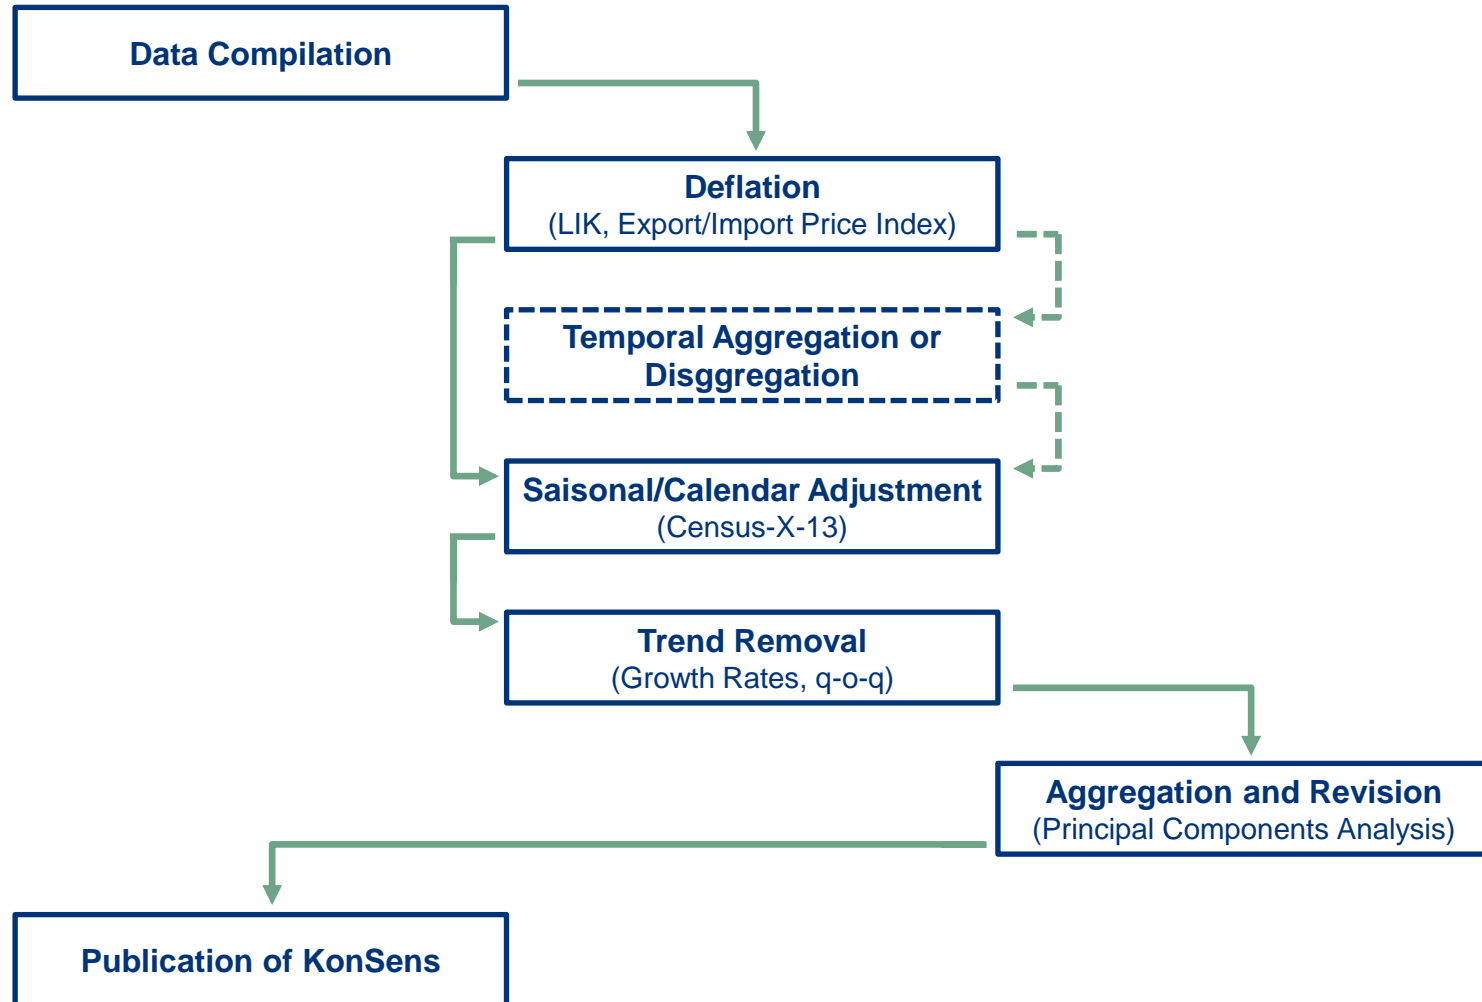 Data Compilation
Deflation
(LIK, Export/Import Price Index)
Temporal Aggregation or
Disggregation
Saisonal/Calendar Adjustment
(Census-X-13)
Trend Removal
(Growth Rates, q-o-q)
Aggregation and Revision
(Principal Components Analysis)
Publication of KonSens